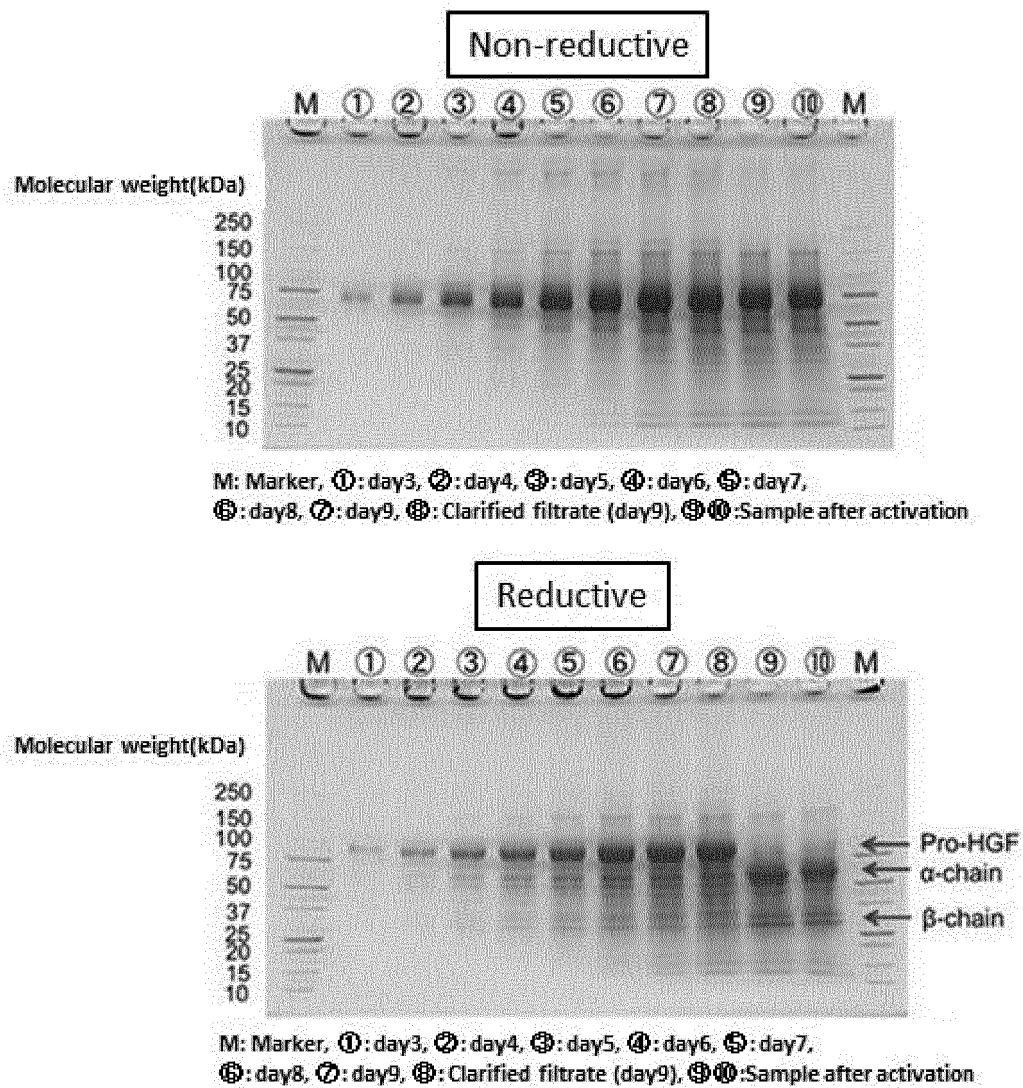 Non-reductive
M ① ② ③ ④ ⑤ ⑥ ⑦ ⑧ ⑨ ⑩ M
Molecular weight(kDa)
250
150
100
75
50
37
25
20
15
10
M: Marker, ①:day3, ②:day4, ③:day5, ④:day6, ⑤:day7,
⑥:day8, ⑦:day9, ⑧:Clarified filtrate (day9), ⑨⑩:Sample after activation
Reductive
M ① ② ③ ④ ⑤ ⑥ ⑦ ⑧ ⑨ ⑩ M
Molecular weight(kDa)
250
150
100
75
50
37
25
20
15
10
Pro-HGF
α-chain
β-chain
M: Marker, ①:day3, ②:day4, ③:day5, ④:day6, ⑤:day7,
⑥:day8, ⑦:day9, ⑧:Clarified filtrate (day9), ⑨⑩:Sample after activation